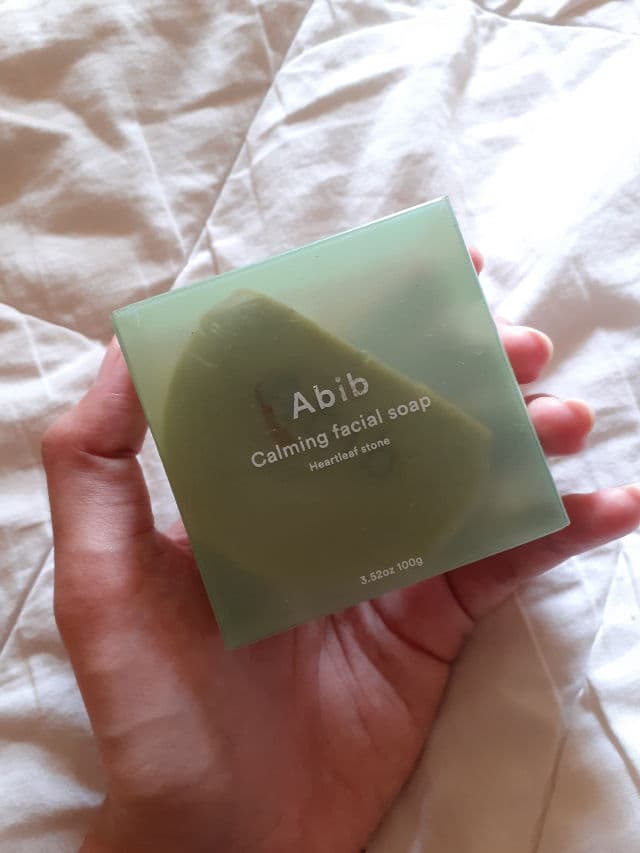 Abib
Calming facial soap
Heartleaf stone
3.52oz 100g